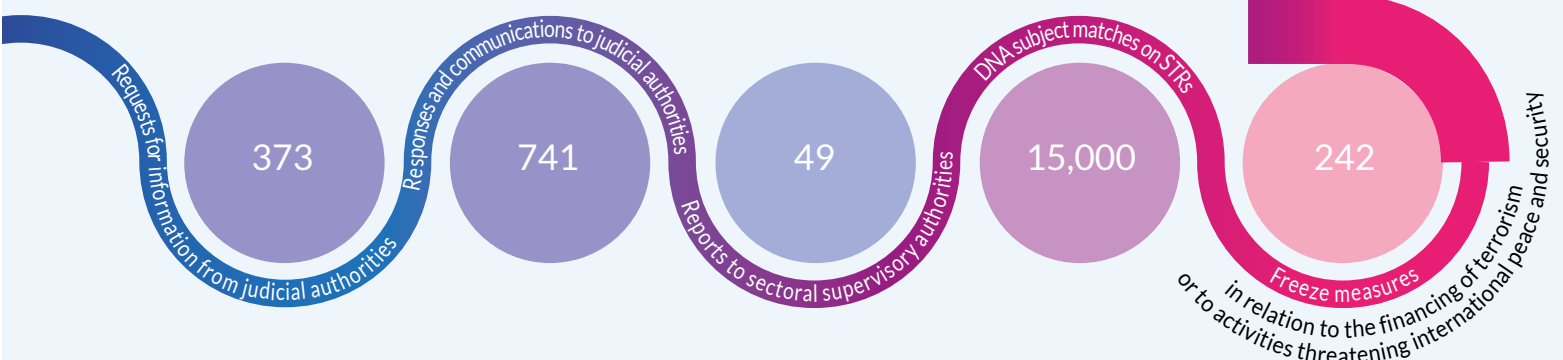 Requests for information from judicial authorities
373
Responses and communications to judicial authorities
741
Reports to sectoral supervisory authorities
49
DNA subject matches on STRs
15,000
Freeze measures
in relation to the financing of terrorism
or to activities threatening international peace and security
242